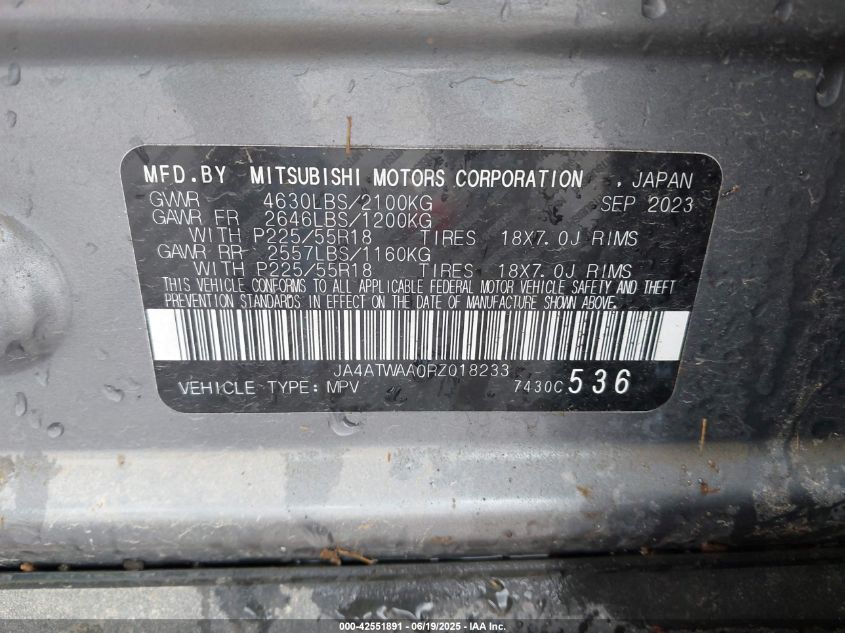 MFD.BY MITSUBISHI MOTORS CORPORATION , JAPAN
GVWR 4630LBS/2100KG SEP 2023
GAWR FR 2646LBS/1200KG
WITH P225/55R18 TIRES 18X7.0J RIMS
GAWR RR 2557LBS/1160KG
WITH P225/55R18 TIRES 18X7.0J RIMS
THIS VEHICLE CONFORMS TO ALL APPLICABLE FEDERAL MOTOR VEHICLE SAFETY AND THEFT
PREVENTION STANDARDS IN EFFECT ON THE DATE OF MANUFACTURE SHOWN ABOVE.
JA4ATWAA0RZ018233
VEHICLE TYPE: MPV 7430C 536
000-42551891 - 06/19/2025 - IAA, Inc.